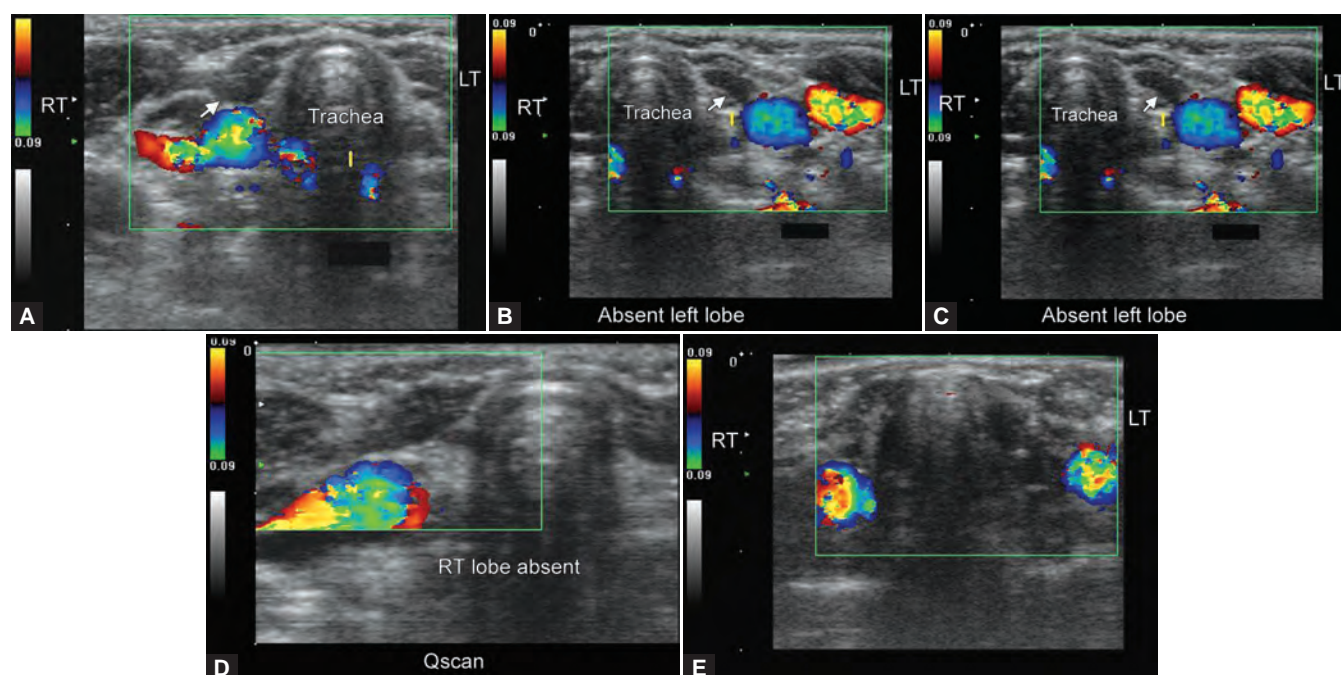 0.09
RT
0.09
Trachea
LT
A
0.09
0
RT
0.09
Trachea
LT
Absent left lobe
B
0.09
0
RT
0.09
Trachea
LT
Absent left lobe
C
0.09
0
0.09
RT lobe absent
Qscan
D
0.09
0
RT
0.09
LT
E